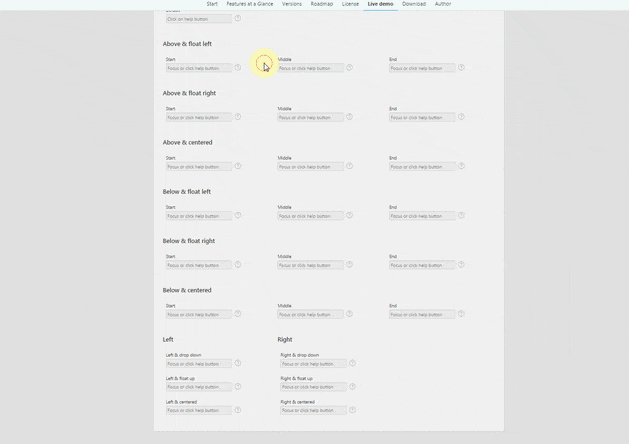 Start Features at a Glance Versions Roadmap License Live demo Download Author
Click on help button
Above & float left
Start Middle End
Focus or click help button Focus or click help button Focus or click help button
Above & float right
Start Middle End
Focus or click help button Focus or click help button Focus or click help button
Above & centered
Start Middle End
Focus or click help button Focus or click help button Focus or click help button
Below & float left
Start Middle End
Focus or click help button Focus or click help button Focus or click help button
Below & float right
Start Middle End
Focus or click help button Focus or click help button Focus or click help button
Below & centered
Start Middle End
Focus or click help button Focus or click help button Focus or click help button
Left Right
Left & drop down Right & drop down
Focus or click help button Focus or click help button
Left & float up Right & float up
Focus or click help button Focus or click help button
Left & centered Right & centered
Focus or click help button Focus or click help button